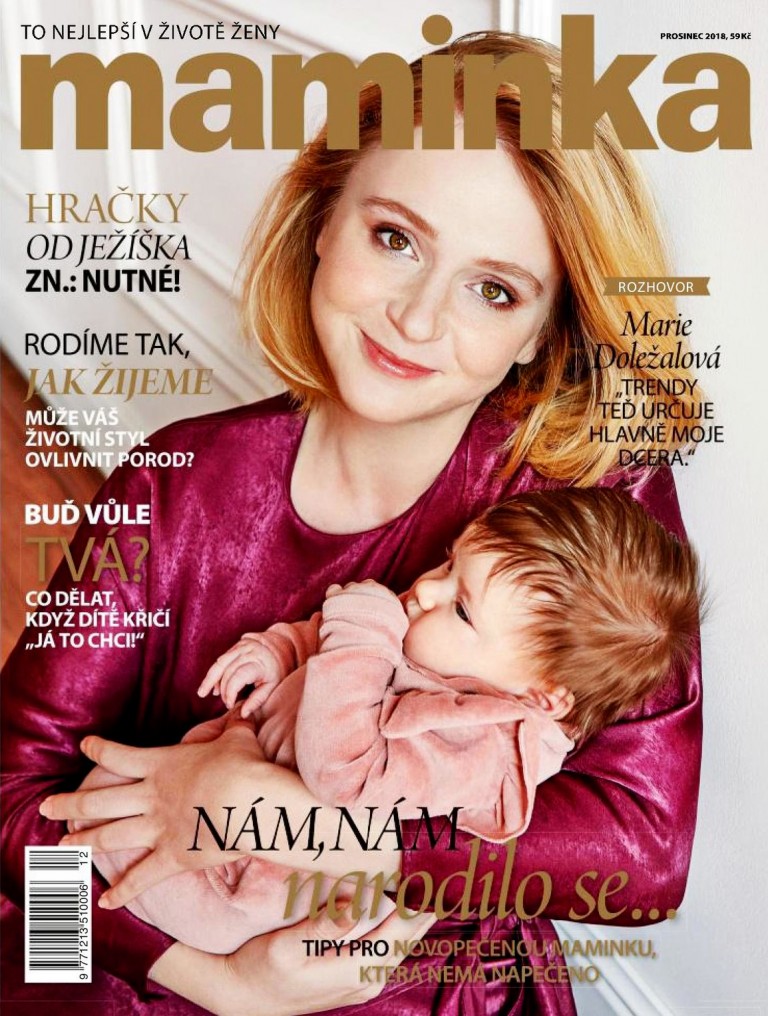 TO NEJLEPŠÍ V ŽIVOTĚ ŽENY
PROSINEC 2018, 59 Kč
maminka
HRAČKY
OD JEŽÍŠKA
ZN.: NUTNÉ!
RODÍME TAK,
JAK ŽIJEME
MŮŽE VÁŠ
ŽIVOTNÍ STYL
OVLIVNIT POROD?
BUĎ VŮLE
TVÁ?
CO DĚLAT,
KDYŽ DÍTĚ KŘIČÍ
„JÁ TO CHCI!“
ROZHOVOR
Marie
Doležalová
„TRENDY
TEĎ URČUJE
HLAVNĚ MOJE
DCERA.“
NÁM, NÁM
narodilo se...
TIPY PRO NOVOPEČENOU MAMINKU,
KTERÁ NEMÁ NAPEČENO
9 771213 510006
12